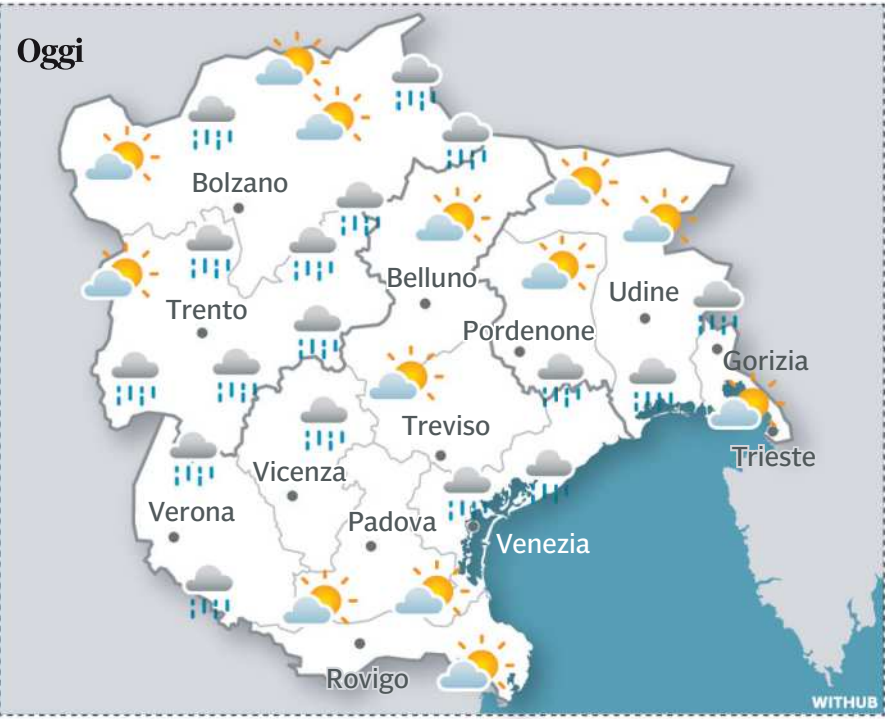 Oggi
Bolzano
Belluno
Udine
Trento
Pordenone
Gorizia
Treviso
Trieste
Vicenza
Verona
Padova
Venezia
Rovigo
WITHUB